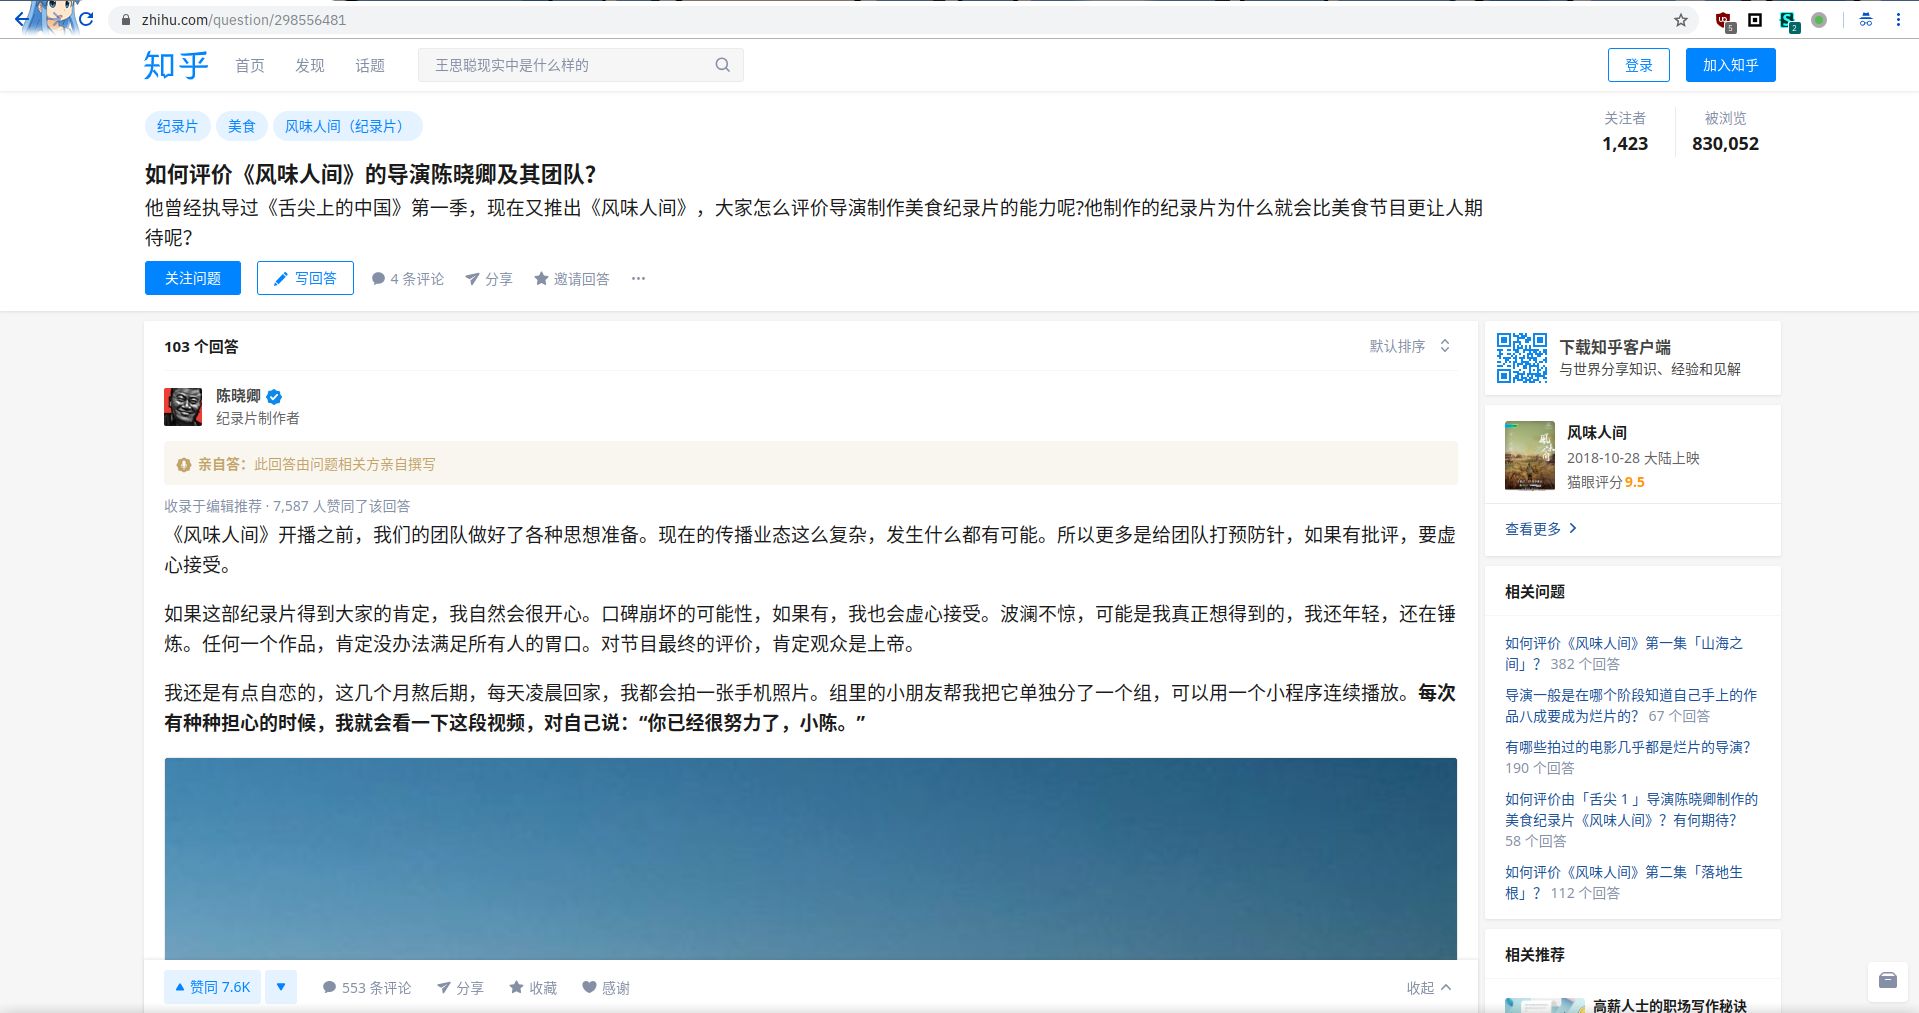 zhihu.com/question/298556481
5
2
知乎
首页
发现
话题
王思聪现实中是什么样的
登录
加入知乎
纪录片
美食
风味人间（纪录片）
关注者
1,423
被浏览
830,052
如何评价《风味人间》的导演陈晓卿及其团队？
他曾经执导过《舌尖上的中国》第一季，现在又推出《风味人间》，大家怎么评价导演制作美食纪录片的能力呢?他制作的纪录片为什么就会比美食节目更让人期
待呢？
关注问题
写回答
4 条评论
分享
邀请回答
103 个回答
默认排序
陈晓卿
纪录片制作者
亲自答：此回答由问题相关方亲自撰写
收录于编辑推荐 · 7,587 人赞同了该回答
《风味人间》开播之前，我们的团队做好了各种思想准备。现在的传播业态这么复杂，发生什么都有可能。所以更多是给团队打预防针，如果有批评，要虚
心接受。
如果这部纪录片得到大家的肯定，我自然会很开心。口碑崩坏的可能性，如果有，我也会虚心接受。波澜不惊，可能是我真正想得到的，我还年轻，还在锤
炼。任何一个作品，肯定没办法满足所有人的胃口。对节目最终的评价，肯定观众是上帝。
我还是有点自恋的，这几个月熬后期，每天凌晨回家，我都会拍一张手机照片。组里的小朋友帮我把它单独分了一个组，可以用一个小程序连续播放。每次
有种种担心的时候，我就会看一下这段视频，对自己说：“你已经很努力了，小陈。”
赞同 7.6K
553 条评论
分享
收藏
感谢
收起
下载知乎客户端
与世界分享知识、经验和见解
风味人间
2018-10-28 大陆上映
猫眼评分 9.5
查看更多
相关问题
如何评价《风味人间》第一集「山海之
间」？ 382 个回答
导演一般是在哪个阶段知道自己手上的作
品八成要成为烂片的？ 67 个回答
有哪些拍过的电影几乎都是烂片的导演？
190 个回答
如何评价由「舌尖 1 」导演陈晓卿制作的
美食纪录片《风味人间》？有何期待？
58 个回答
如何评价《风味人间》第二集「落地生
根」？ 112 个回答
相关推荐
高薪人士的职场写作秘诀